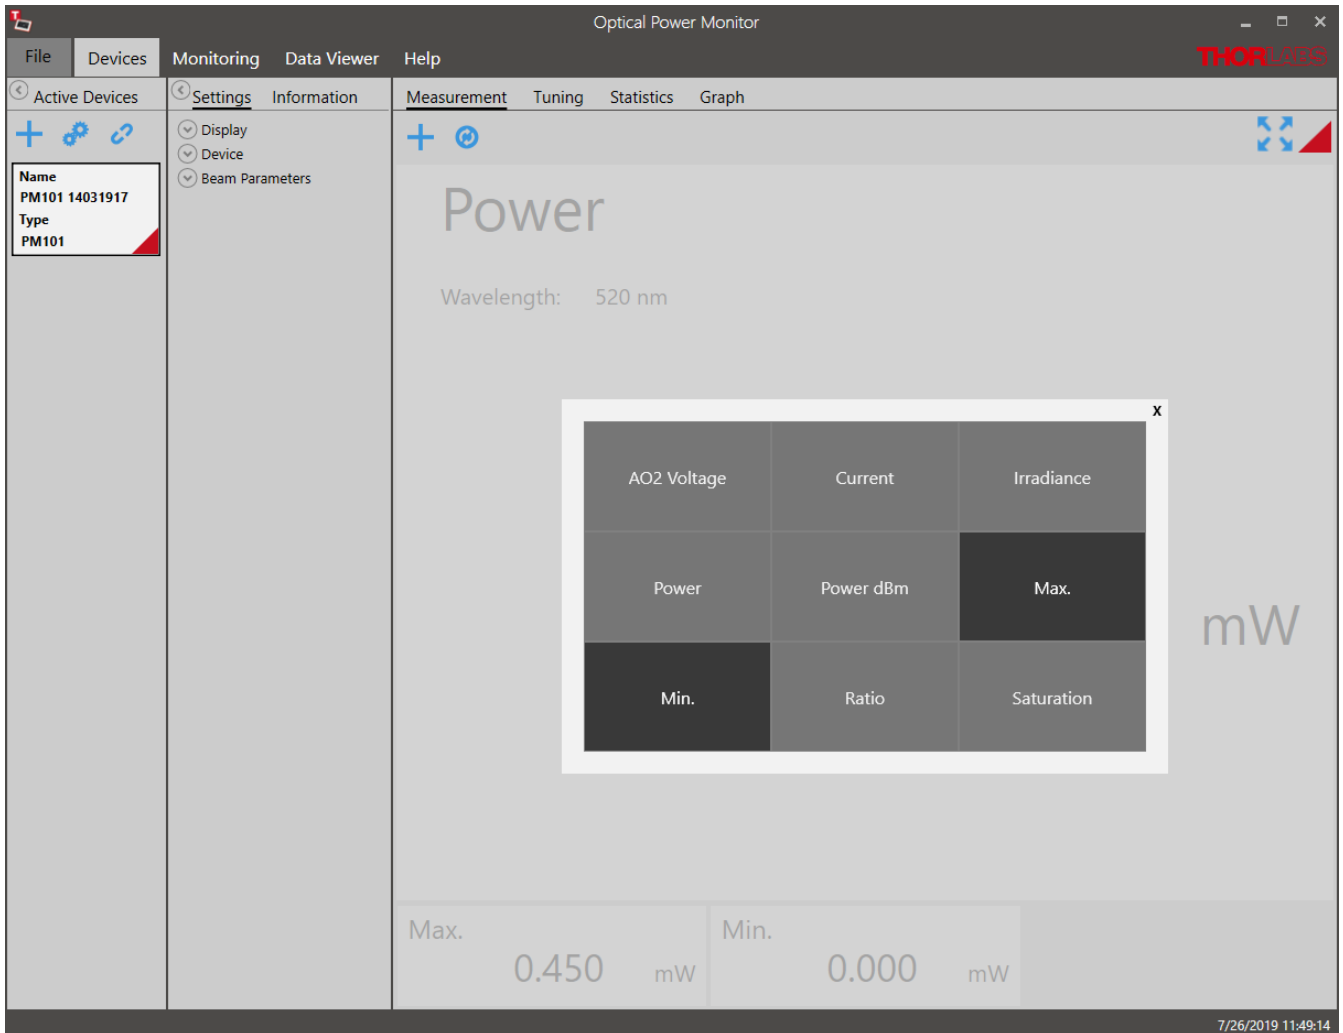 Optical Power Monitor
File Devices Monitoring Data Viewer Help
THORLABS
Active Devices
Settings Information
Measurement Tuning Statistics Graph
Name
PM101 14031917
Type
PM101
Display
Device
Beam Parameters
Power
Wavelength: 520 nm
X
AO2 Voltage Current Irradiance
Power Power dBm Max.
Min. Ratio Saturation
mW
Max.
0.450 mW
Min.
0.000 mW
7/26/2019 11:49:14